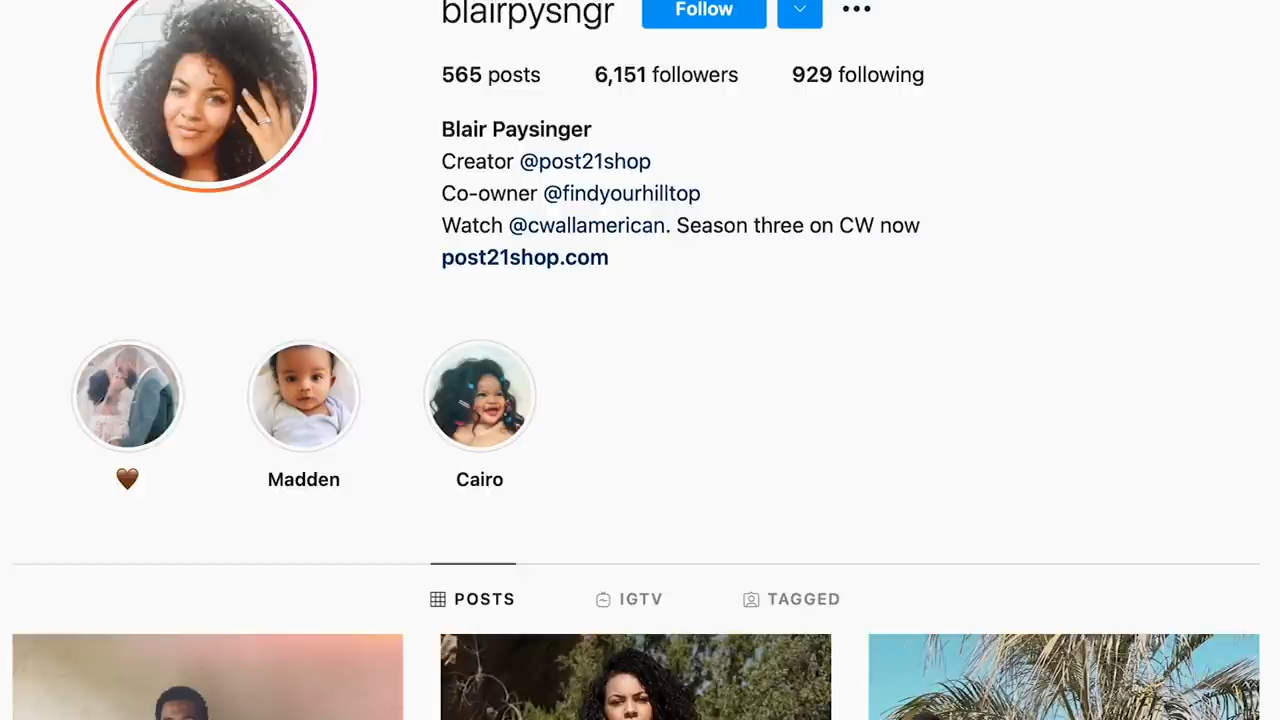 blairpysngr Follow
565 posts 6,151 followers 929 following
Blair Paysinger
Creator @post21shop
Co-owner @findyourhilltop
Watch @cwallamerican. Season three on CW now
post21shop.com
🤎 Madden Cairo
POSTS IGTV TAGGED